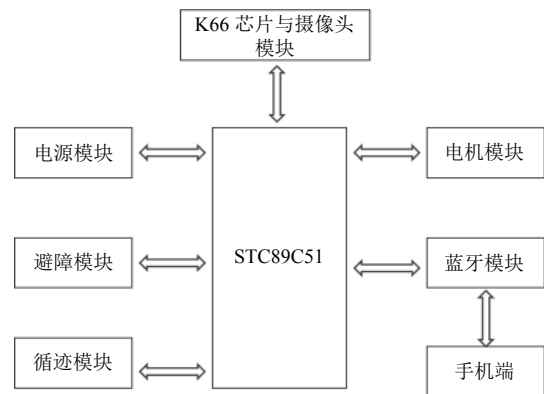 K66 芯片与摄像头
模块
电源模块
电机模块
避障模块
STC89C51
蓝牙模块
循迹模块
手机端